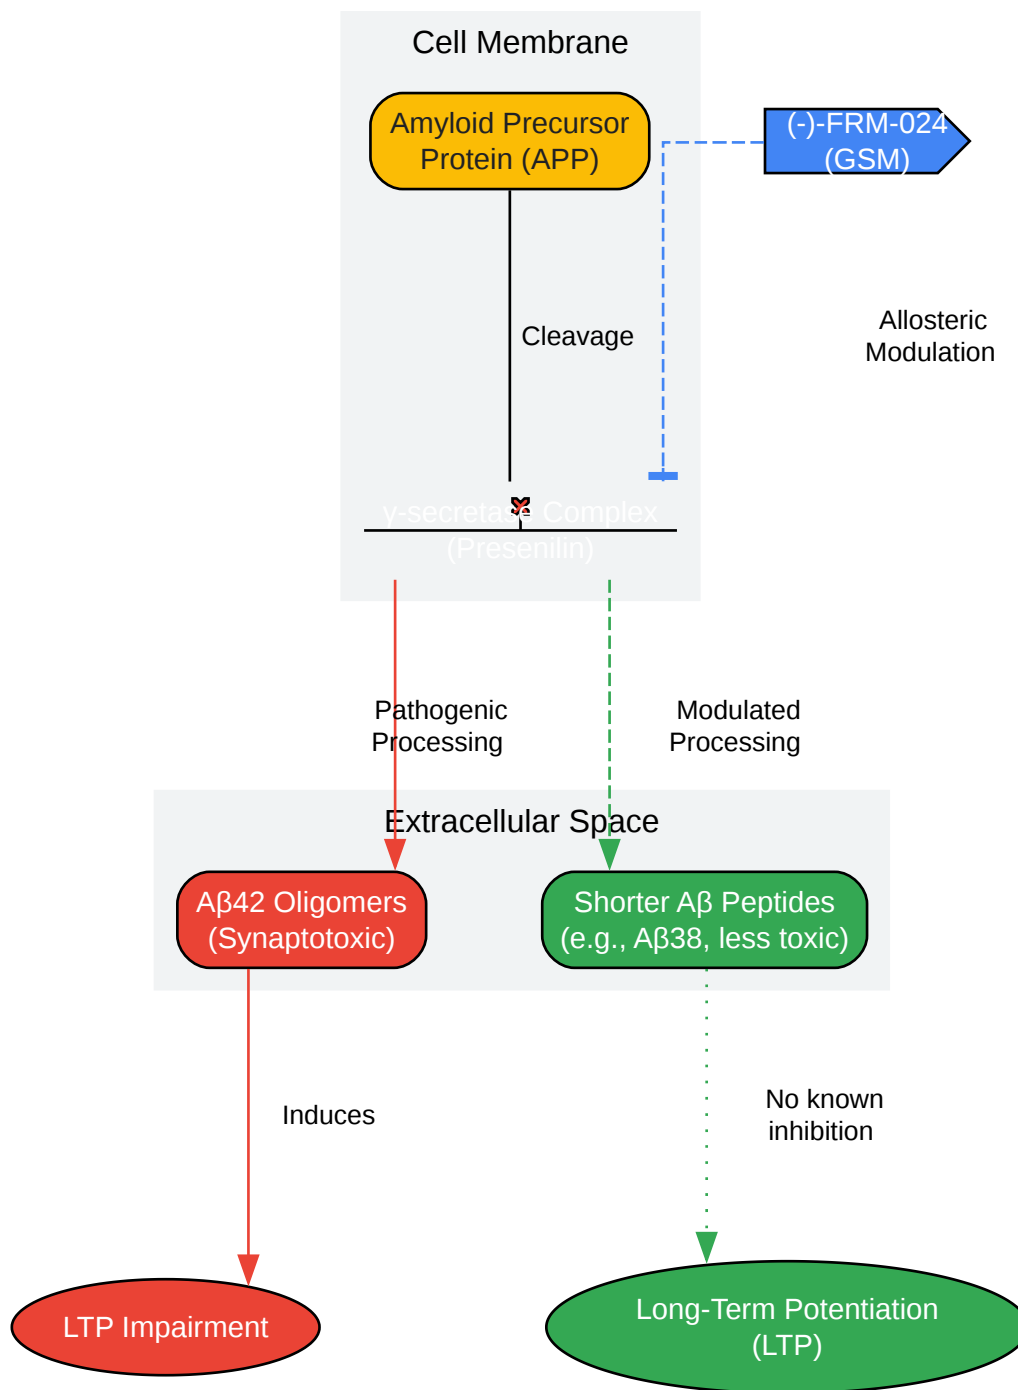 Cell Membrane
Amyloid Precursor
Protein (APP)
(-)-FRM-024
(GSM)
Cleavage
Allosteric
Modulation
γ-secretase Complex
(Presenilin)
Pathogenic
Processing
Modulated
Processing
Extracellular Space
Aβ42 Oligomers
(Synaptotoxic)
Shorter Aβ Peptides
(e.g., Aβ38, less toxic)
Induces
No known
inhibition
LTP Impairment
Long-Term Potentiation
(LTP)